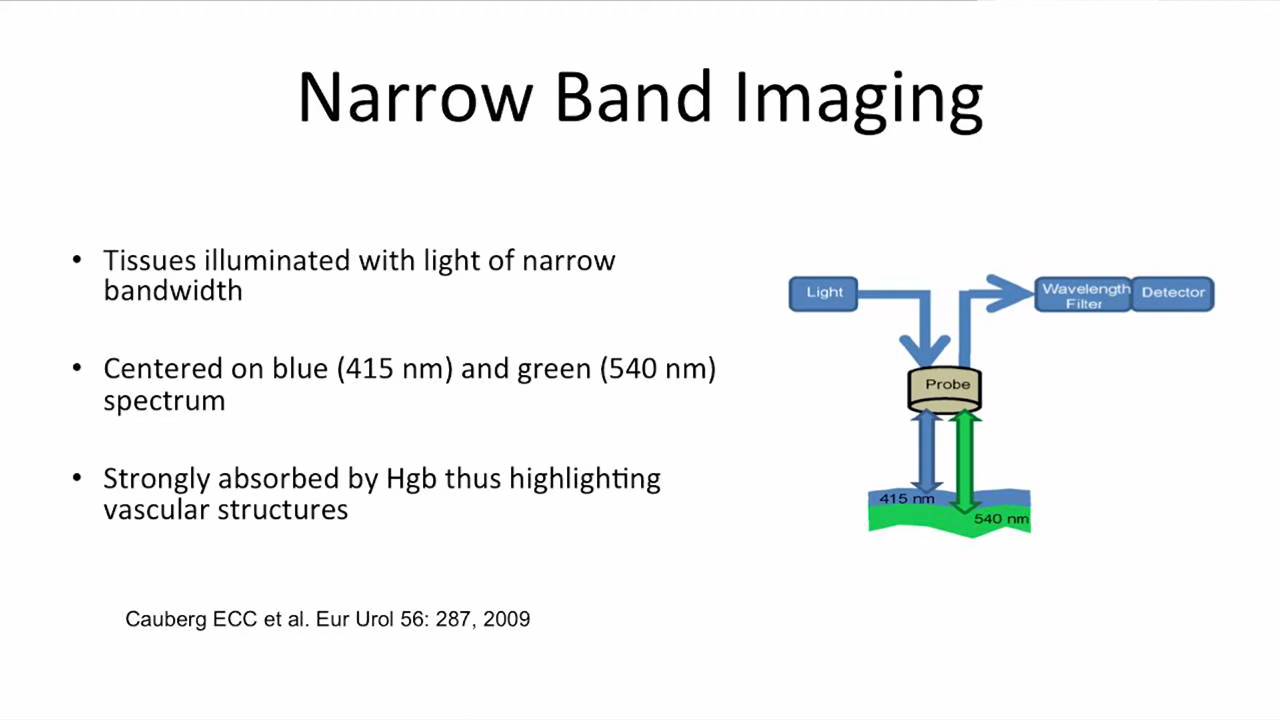 Narrow Band Imaging
• Tissues illuminated with light of narrow
bandwidth
• Centered on blue (415 nm) and green (540 nm)
spectrum
• Strongly absorbed by Hgb thus highlighting
vascular structures
Cauberg ECC et al. Eur Urol 56: 287, 2009
Light
Wavelength
Filter
Detector
Probe
415 nm
540 nm